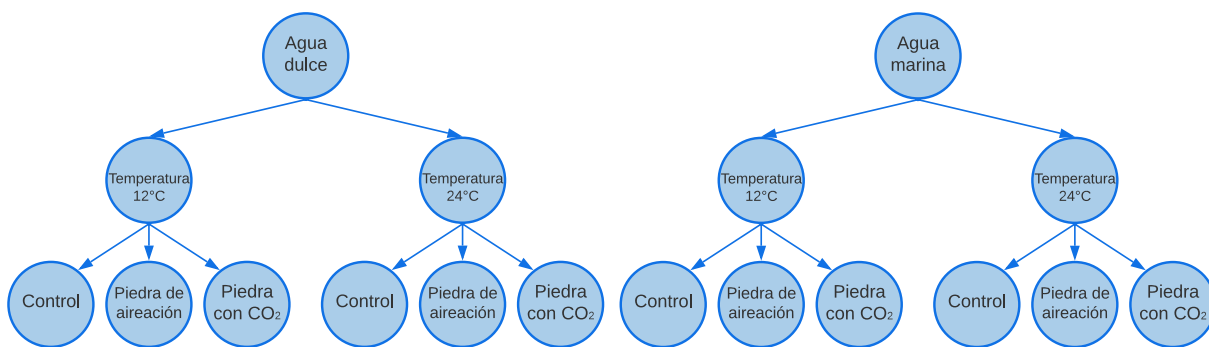 Agua
dulce
Agua
marina
Temperatura
12°C
Temperatura
24°C
Temperatura
12°C
Temperatura
24°C
Control
Piedra de
aireación
Piedra
con CO₂
Control
Piedra de
aireación
Piedra
con CO₂
Control
Piedra de
aireación
Piedra
con CO₂
Control
Piedra de
aireación
Piedra
con CO₂